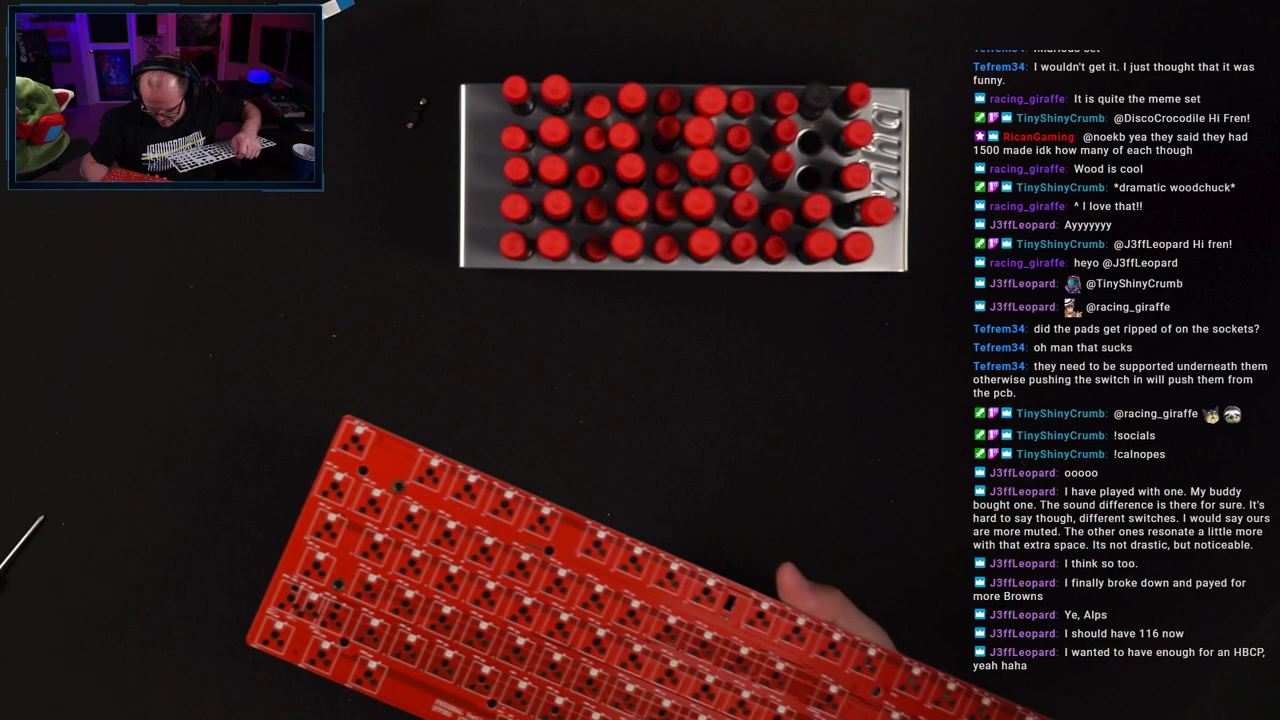 Tefrem34: I wouldn't get it. I just thought that it was
funny.
racing_giraffe: It is quite the meme set
TinyShinyCrumb: @DiscoCrocodile Hi Fren!
RicanGaming: @noekb yea they said they had
1500 made idk how many of each though
racing_giraffe: Wood is cool
TinyShinyCrumb: *dramatic woodchuck*
racing_giraffe: ^ I love that!!
J3ffLeopard: Ayyyyyyy
TinyShinyCrumb: @J3ffLeopard Hi fren!
racing_giraffe: heyo @J3ffLeopard
J3ffLeopard: @TinyShinyCrumb
J3ffLeopard: @racing_giraffe
Tefrem34: did the pads get ripped of on the sockets?
Tefrem34: oh man that sucks
Tefrem34: they need to be supported underneath them
otherwise pushing the switch in will push them from
the pcb.
TinyShinyCrumb: @racing_giraffe
TinyShinyCrumb: !socials
TinyShinyCrumb: !calnopes
J3ffLeopard: ooooo
J3ffLeopard: I have played with one. My buddy
bought one. The sound difference is there for sure. It's
hard to say though, different switches. I would say ours
are more muted. The other ones resonate a little more
with that extra space. Its not drastic, but noticeable.
J3ffLeopard: I think so too.
J3ffLeopard: I finally broke down and payed for
more Browns
J3ffLeopard: Ye, Alps
J3ffLeopard: I should have 116 now
J3ffLeopard: I wanted to have enough for an HBCP,
yeah haha